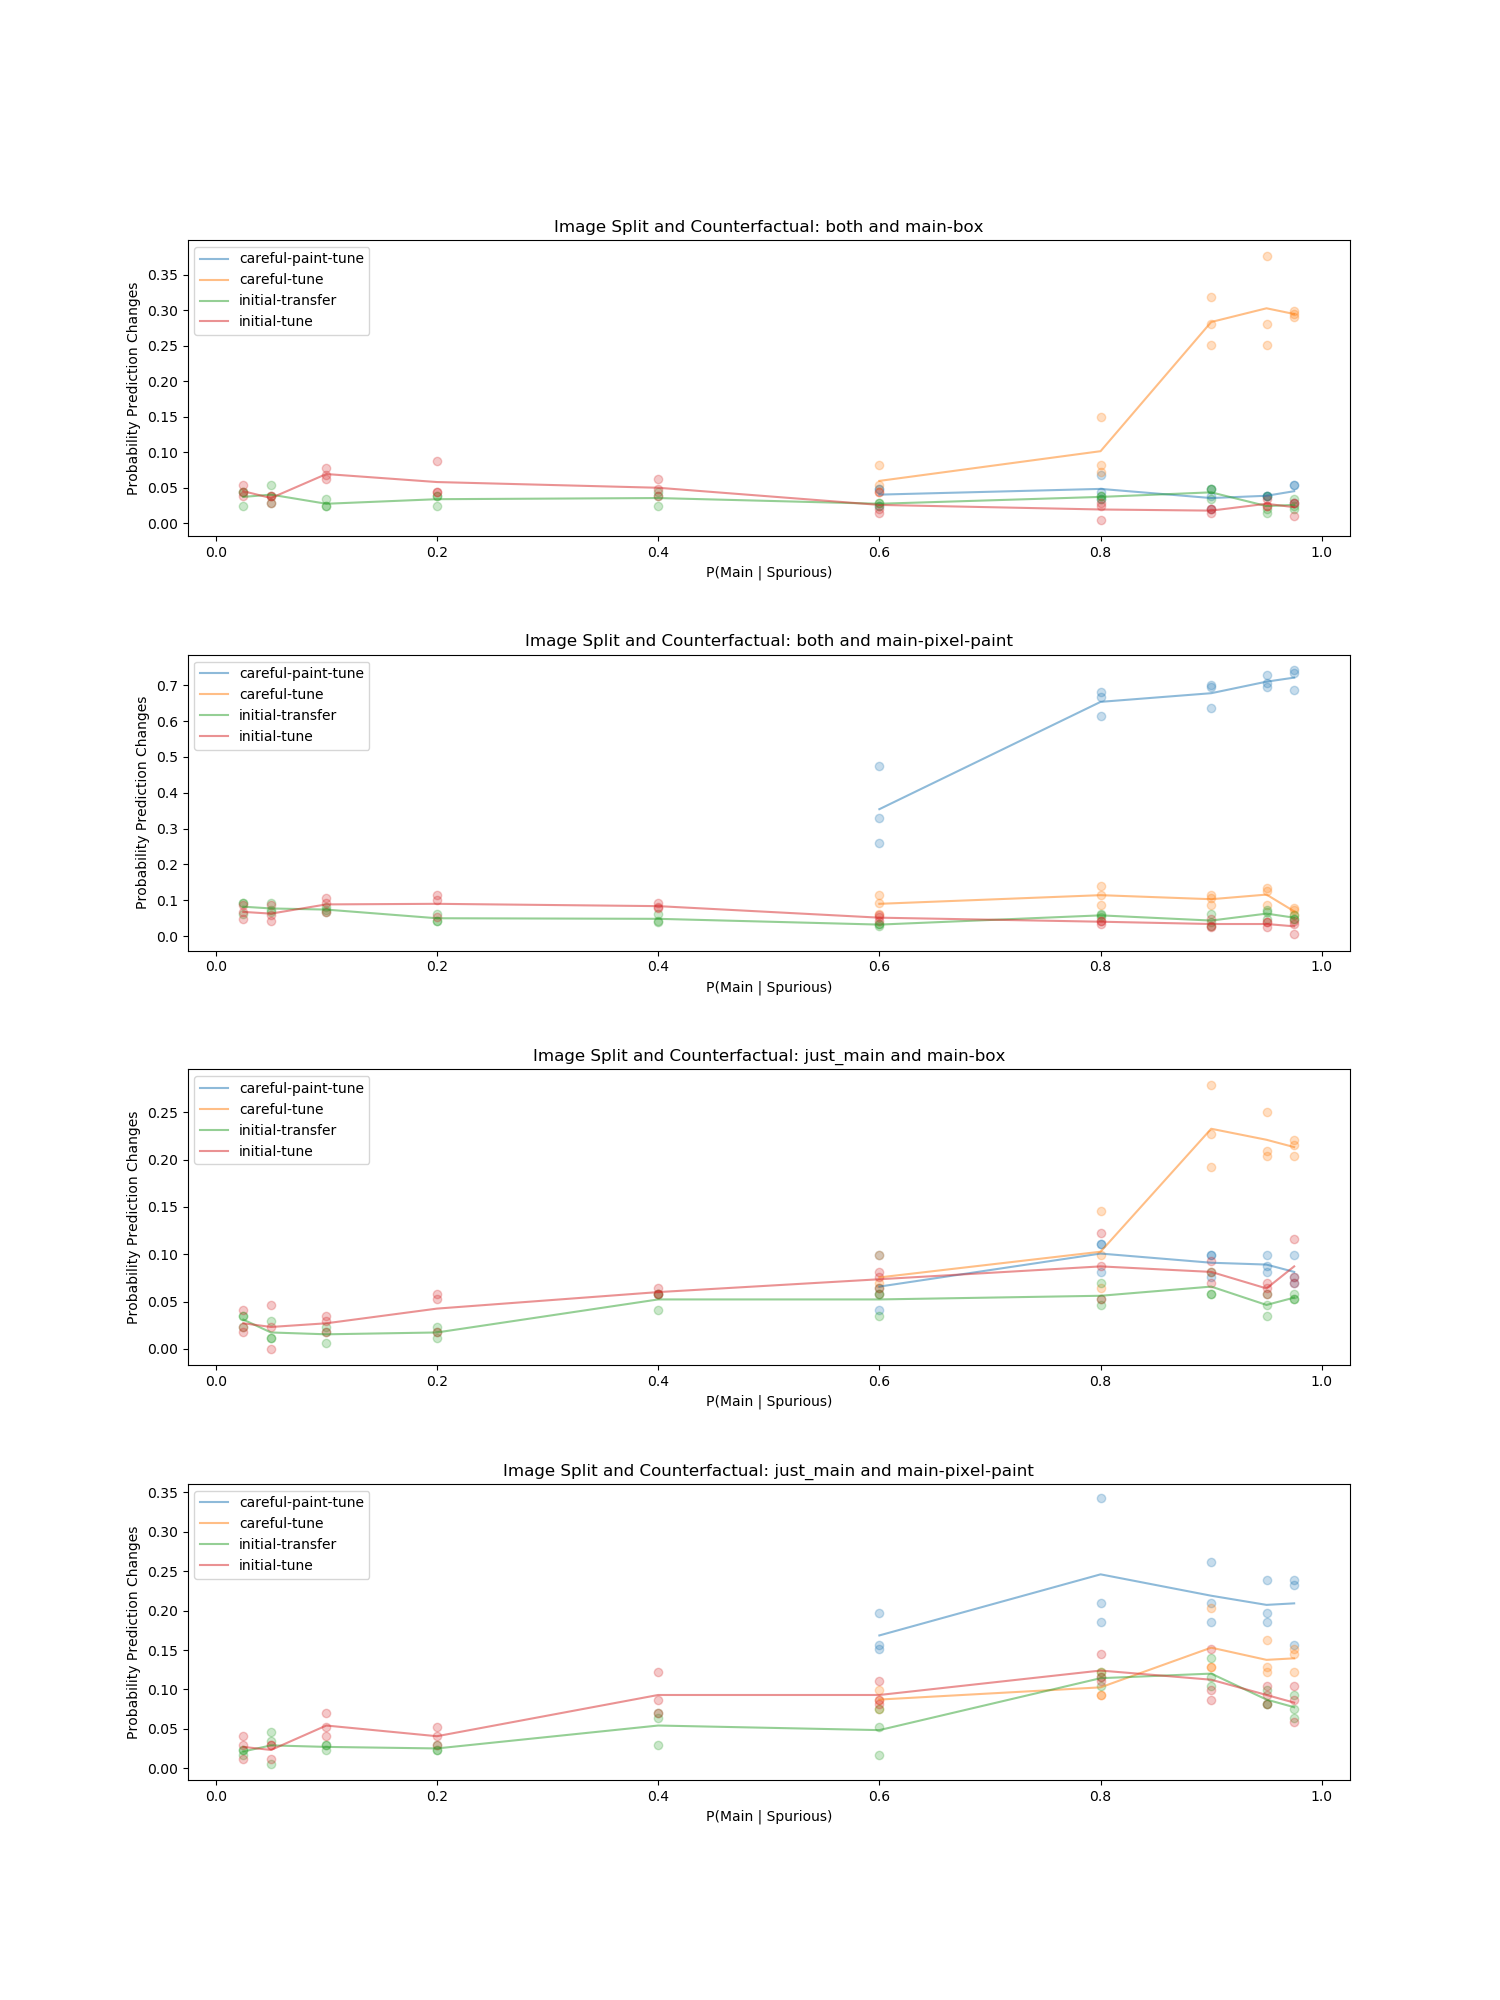 Image Split and Counterfactual: both and main-box
careful-paint-tune
careful-tune
initial-transfer
initial-tune
Probability Prediction Changes
0.35
0.30
0.25
0.20
0.15
0.10
0.05
0.00
0.0 0.2 0.4 0.6 0.8 1.0
P(Main | Spurious)
Image Split and Counterfactual: both and main-pixel-paint
careful-paint-tune
careful-tune
initial-transfer
initial-tune
Probability Prediction Changes
0.7
0.6
0.5
0.4
0.3
0.2
0.1
0.0
0.0 0.2 0.4 0.6 0.8 1.0
P(Main | Spurious)
Image Split and Counterfactual: just_main and main-box
careful-paint-tune
careful-tune
initial-transfer
initial-tune
Probability Prediction Changes
0.25
0.20
0.15
0.10
0.05
0.00
0.0 0.2 0.4 0.6 0.8 1.0
P(Main | Spurious)
Image Split and Counterfactual: just_main and main-pixel-paint
careful-paint-tune
careful-tune
initial-transfer
initial-tune
Probability Prediction Changes
0.35
0.30
0.25
0.20
0.15
0.10
0.05
0.00
0.0 0.2 0.4 0.6 0.8 1.0
P(Main | Spurious)